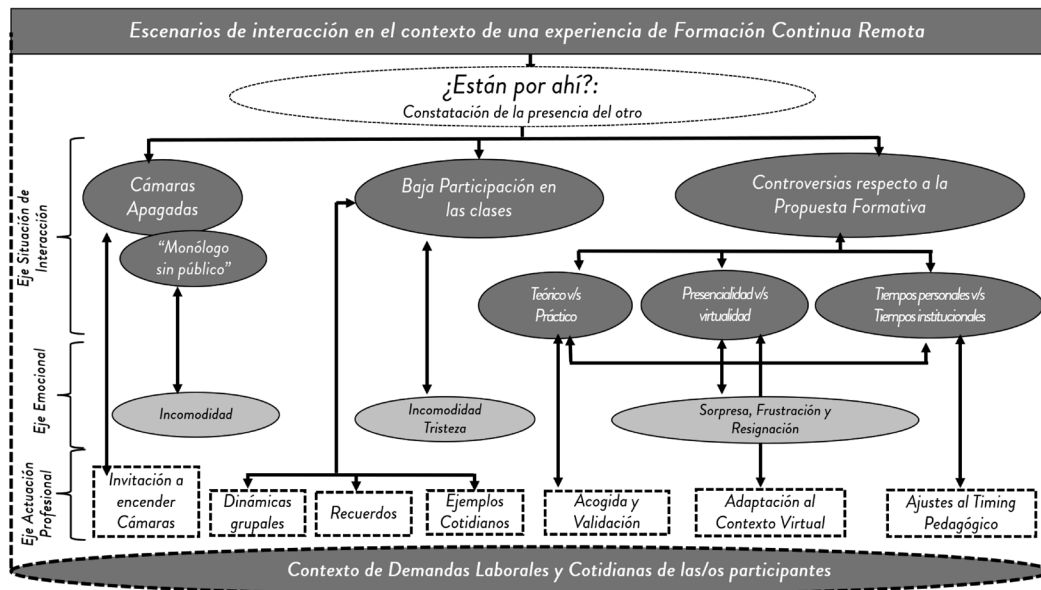 Escenarios de interacción en el contexto de una experiencia de Formación Continua Remota
¿Están por ahí?:
Constatación de la presencia del otro
Eje Situación de
Interacción
Cámaras
Apagadas
Baja Participación en
las clases
Controversias respecto a la
Propuesta Formativa
“Monólogo
sin público”
Teórico v/s
Práctico
Presencialidad v/s
virtualidad
Tiempos personales v/s
Tiempos institucionales
Eje Emocional
Incomodidad
Incomodidad
Tristeza
Sorpresa, Frustración y
Resignación
Eje Actuación
Profesional
Invitación a
encender
Cámaras
Dinámicas
grupales
Recuerdos
Ejemplos
Cotidianos
Acogida y
Validación
Adaptación al
Contexto Virtual
Ajustes al Timing
Pedagógico
Contexto de Demandas Laborales y Cotidianas de las/os participantes